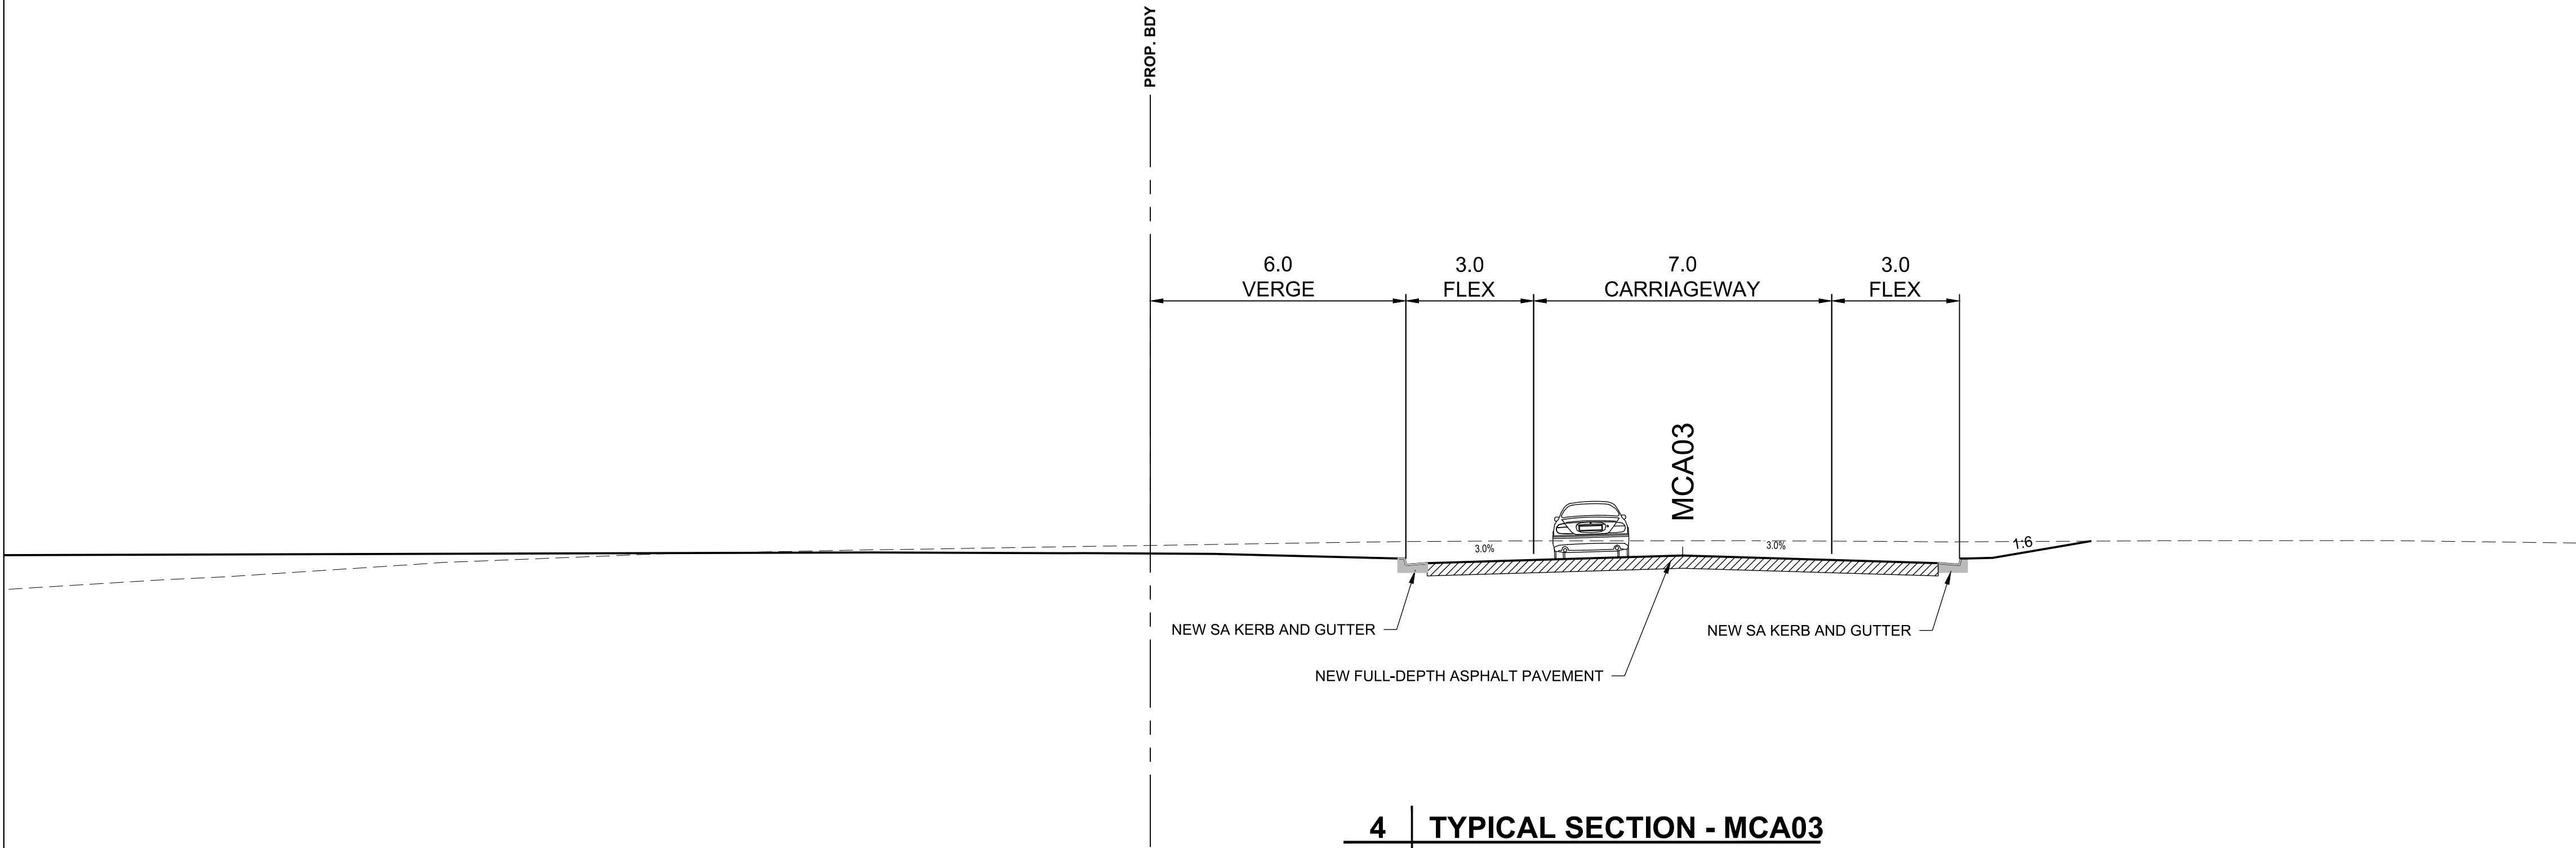 PROP. BDY
6.0
VERGE
3.0
FLEX
7.0
CARRIAGEWAY
3.0
FLEX
MCA03
3.0%
3.0%
1:6
NEW SA KERB AND GUTTER
NEW SA KERB AND GUTTER
NEW FULL-DEPTH ASPHALT PAVEMENT
4 TYPICAL SECTION - MCA03